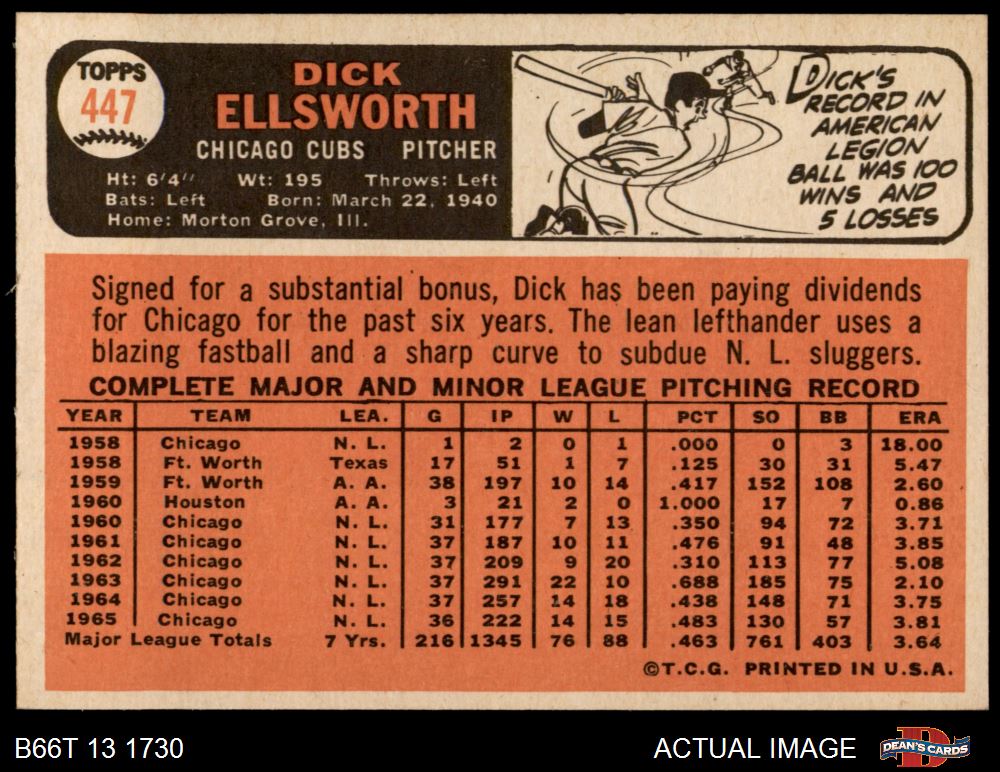 TOPPS
447
DICK
ELLSWORTH
CHICAGO CUBS PITCHER
Ht: 6'4" Wt: 195 Throws: Left
Bats: Left Born: March 22, 1940
Home: Morton Grove, Ill.
DICK'S
RECORD IN
AMERICAN
LEGION
BALL WAS 100
WINS AND
5 LOSSES
Signed for a substantial bonus, Dick has been paying dividends
for Chicago for the past six years. The lean lefthander uses a
blazing fastball and a sharp curve to subdue N. L. sluggers.
COMPLETE MAJOR AND MINOR LEAGUE PITCHING RECORD
YEAR TEAM LEA. G IP W L PCT SO BB ERA
1958 Chicago N. L. 1 2 0 1 .000 0 3 18.00
1958 Ft. Worth Texas 17 51 1 7 .125 30 31 5.47
1959 Ft. Worth A. A. 38 197 10 14 .417 152 108 2.60
1960 Houston A. A. 3 21 2 0 1.000 17 7 0.86
1960 Chicago N. L. 31 177 7 13 .350 94 72 3.71
1961 Chicago N. L. 37 187 10 11 .476 91 48 3.85
1962 Chicago N. L. 37 209 9 20 .310 113 77 5.08
1963 Chicago N. L. 37 291 22 10 .688 185 75 2.10
1964 Chicago N. L. 37 257 14 18 .438 148 71 3.75
1965 Chicago N. L. 36 222 14 15 .483 130 57 3.81
Major League Totals 7 Yrs. 216 1345 76 88 .463 761 403 3.64
©T.C.G. PRINTED IN U.S.A.
B66T 13 1730
ACTUAL IMAGE
DEAN'S CARDS